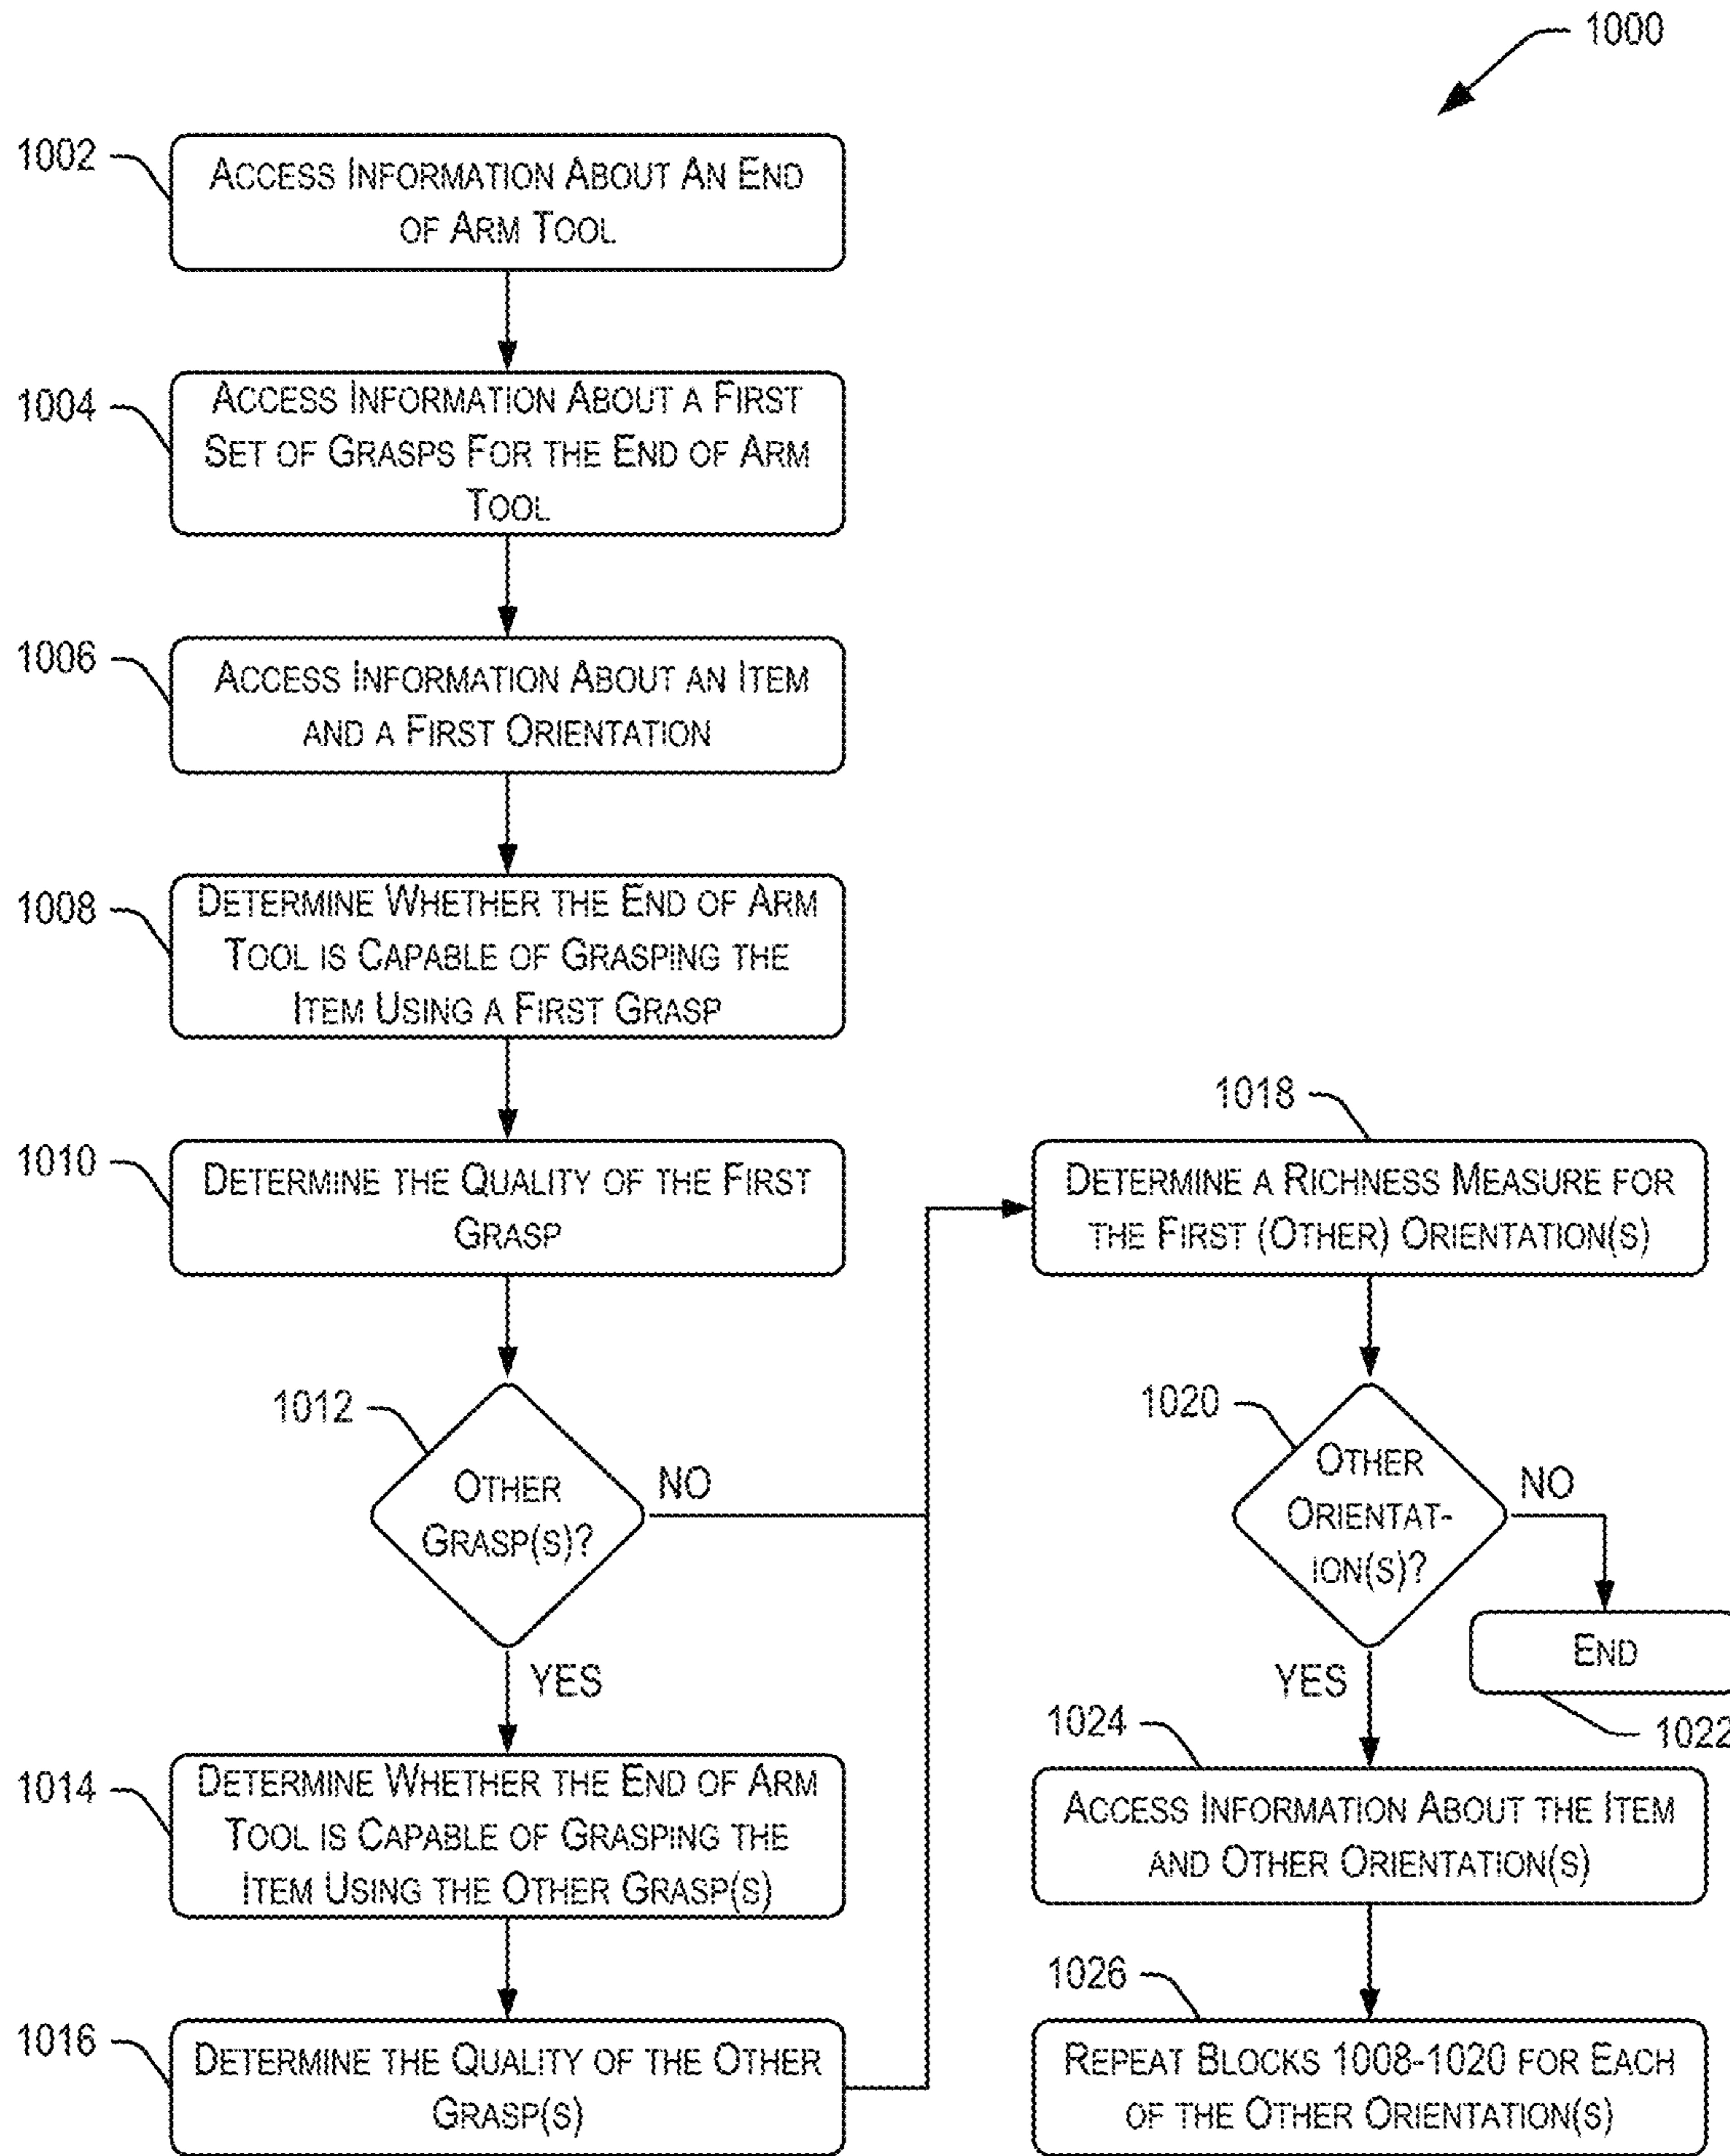 1000
1002
ACCESS INFORMATION ABOUT AN END
OF ARM TOOL
1004
ACCESS INFORMATION ABOUT A FIRST
SET OF GRASPS FOR THE END OF ARM
TOOL
1006
ACCESS INFORMATION ABOUT AN ITEM
AND A FIRST ORIENTATION
1008
DETERMINE WHETHER THE END OF ARM
TOOL IS CAPABLE OF GRASPING THE
ITEM USING A FIRST GRASP
1010
DETERMINE THE QUALITY OF THE FIRST
GRASP
1012
OTHER
GRASP(S)?
NO
YES
1014
DETERMINE WHETHER THE END OF ARM
TOOL IS CAPABLE OF GRASPING THE
ITEM USING THE OTHER GRASP(S)
1016
DETERMINE THE QUALITY OF THE OTHER
GRASP(S)
1018
DETERMINE A RICHNESS MEASURE FOR
THE FIRST (OTHER) ORIENTATION(S)
1020
OTHER
ORIENTAT-
ION(S)?
NO
END
1022
YES
1024
ACCESS INFORMATION ABOUT THE ITEM
AND OTHER ORIENTATION(S)
1026
REPEAT BLOCKS 1008-1020 FOR EACH
OF THE OTHER ORIENTATION(S)